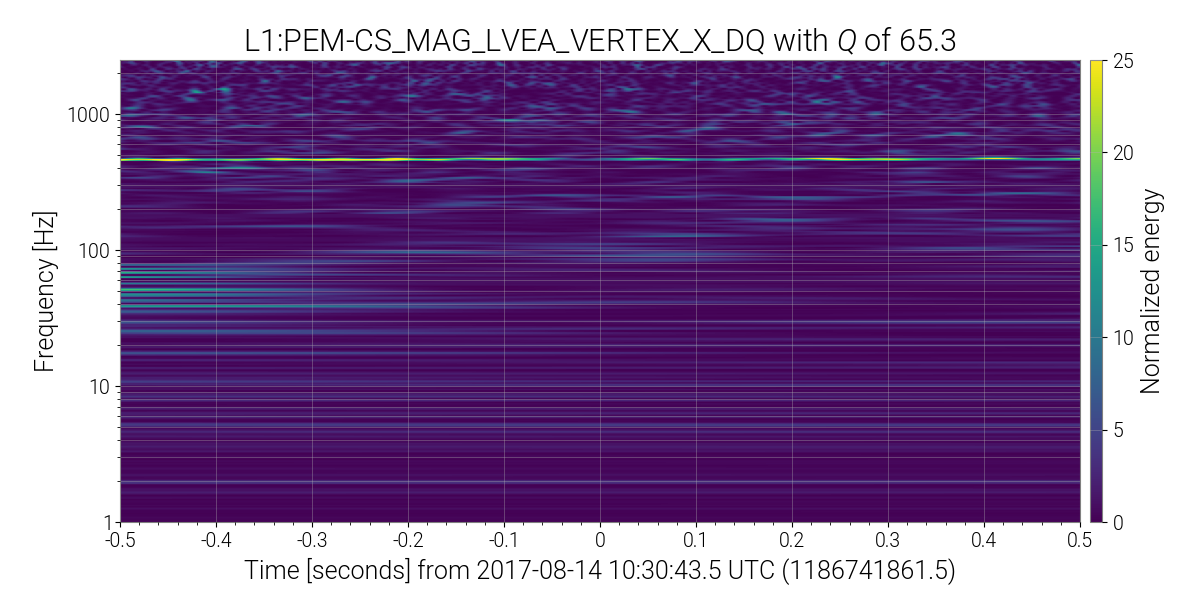 L1:PEM-CS_MAG_LVEA_VERTEX_X_DQ with Q of 65.3
Frequency [Hz]
1000
100
10
1
-0.5 -0.4 -0.3 -0.2 -0.1 0 0.1 0.2 0.3 0.4 0.5
Time [seconds] from 2017-08-14 10:30:43.5 UTC (1186741861.5)
25
20
15
10
5
0
Normalized energy